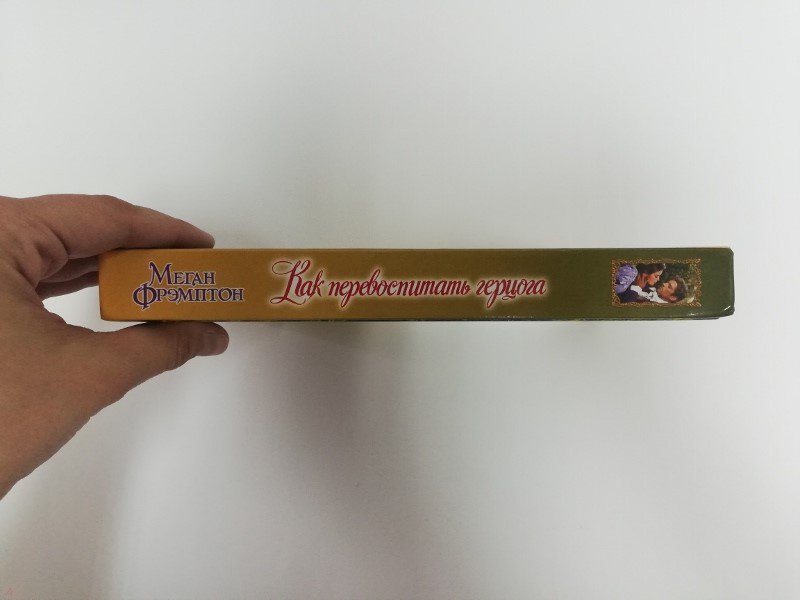 Меган
Фрэмптон
Как перевоспитать герцога